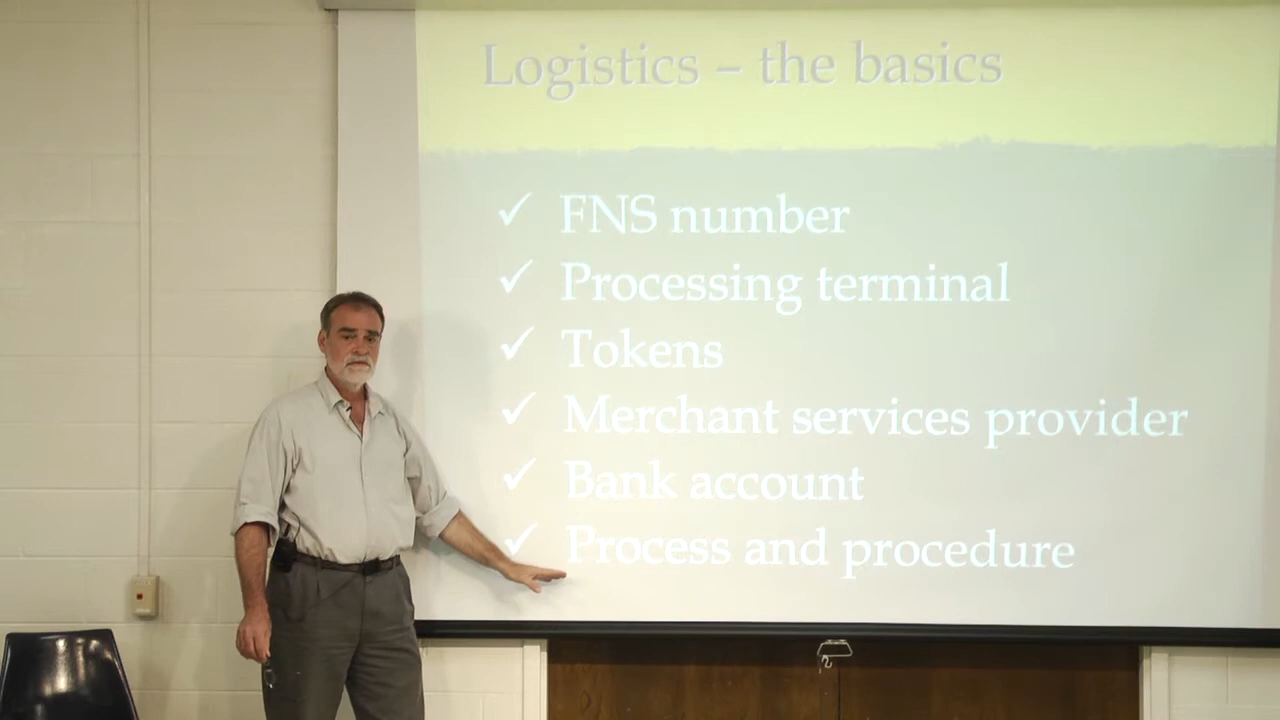 Logistics – the basics
✓ FNS number
✓ Processing terminal
✓ Tokens
✓ Merchant services provider
✓ Bank account
✓ Process and procedure